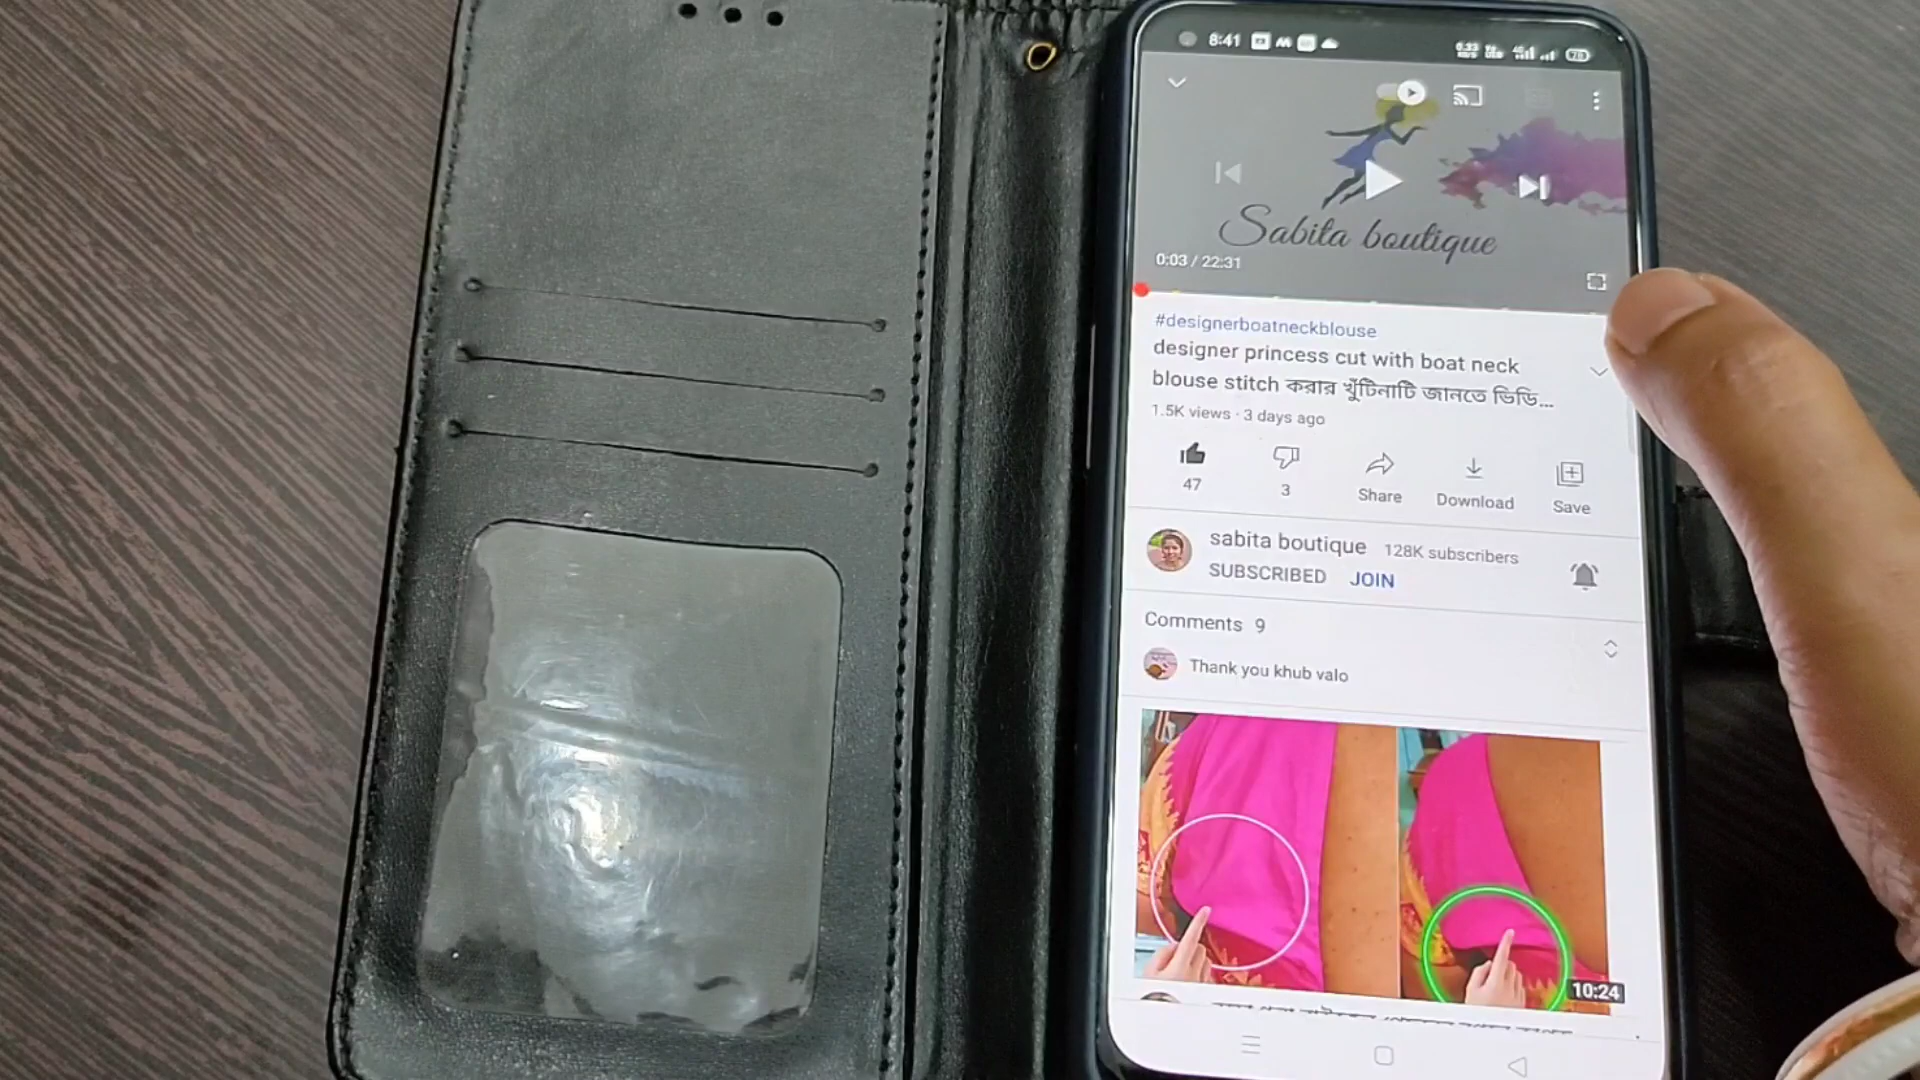 8:41
Sabita boutique
0:03 / 22:31
#designerboatneckblouse
designer princess cut with boat neck
blouse stitch করার খুঁটিনাটি জানতে ভিডি...
1.5K views · 3 days ago
47
3
Share
Download
Save
sabita boutique 128K subscribers
SUBSCRIBED JOIN
Comments 9
Thank you khub valo
10:24